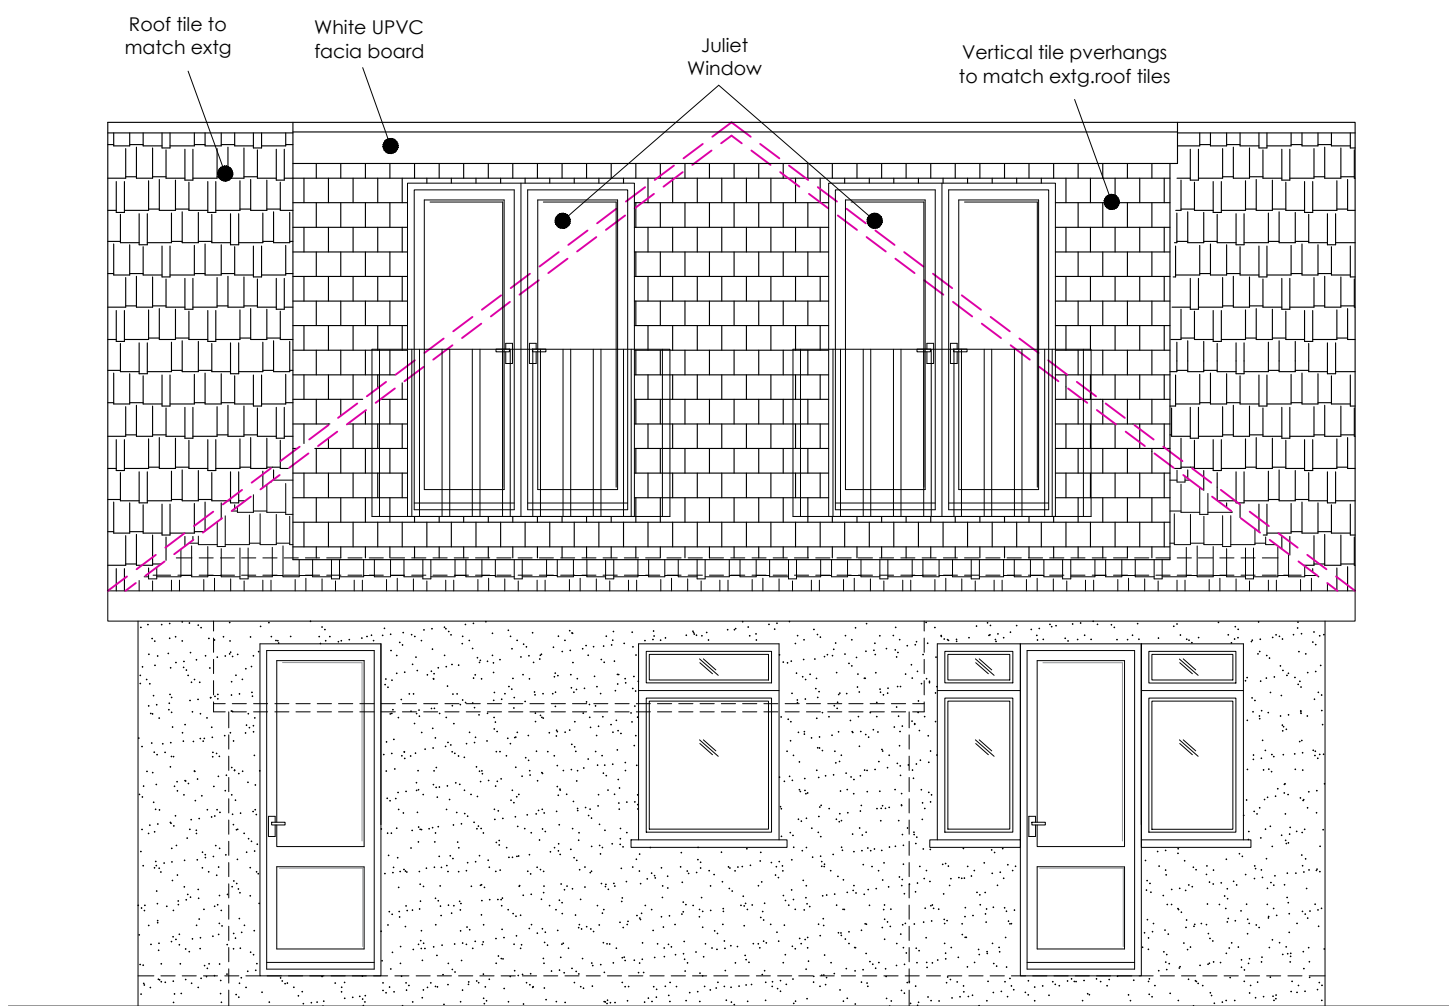 Roof tile to
match extg
White UPVC
facia board
Juliet
Window
Vertical tile pverhangs
to match extg.roof tiles